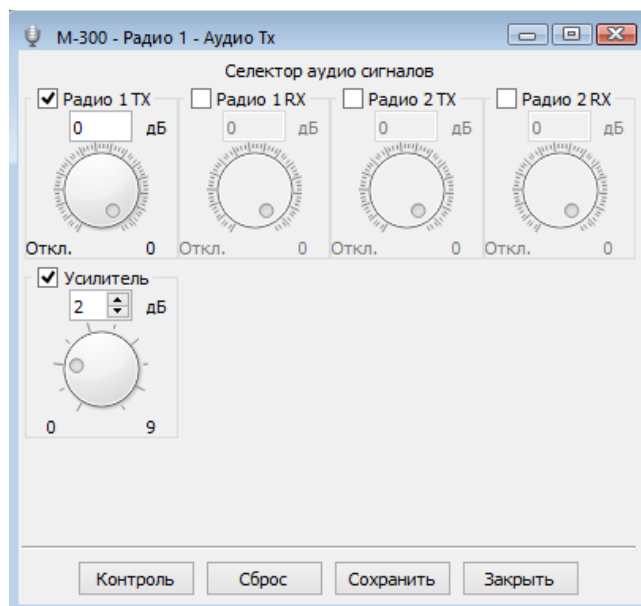 М-300 - Радио 1 - Аудио Tx
Селектор аудио сигналов
Радио 1 TX Радио 1 RX Радио 2 TX Радио 2 RX
0 дБ 0 дБ 0 дБ 0 дБ
Откл. 0 Откл. 0 Откл. 0 Откл. 0
Усилитель
2 дБ
0 9
Контроль Сброс Сохранить Закрыть